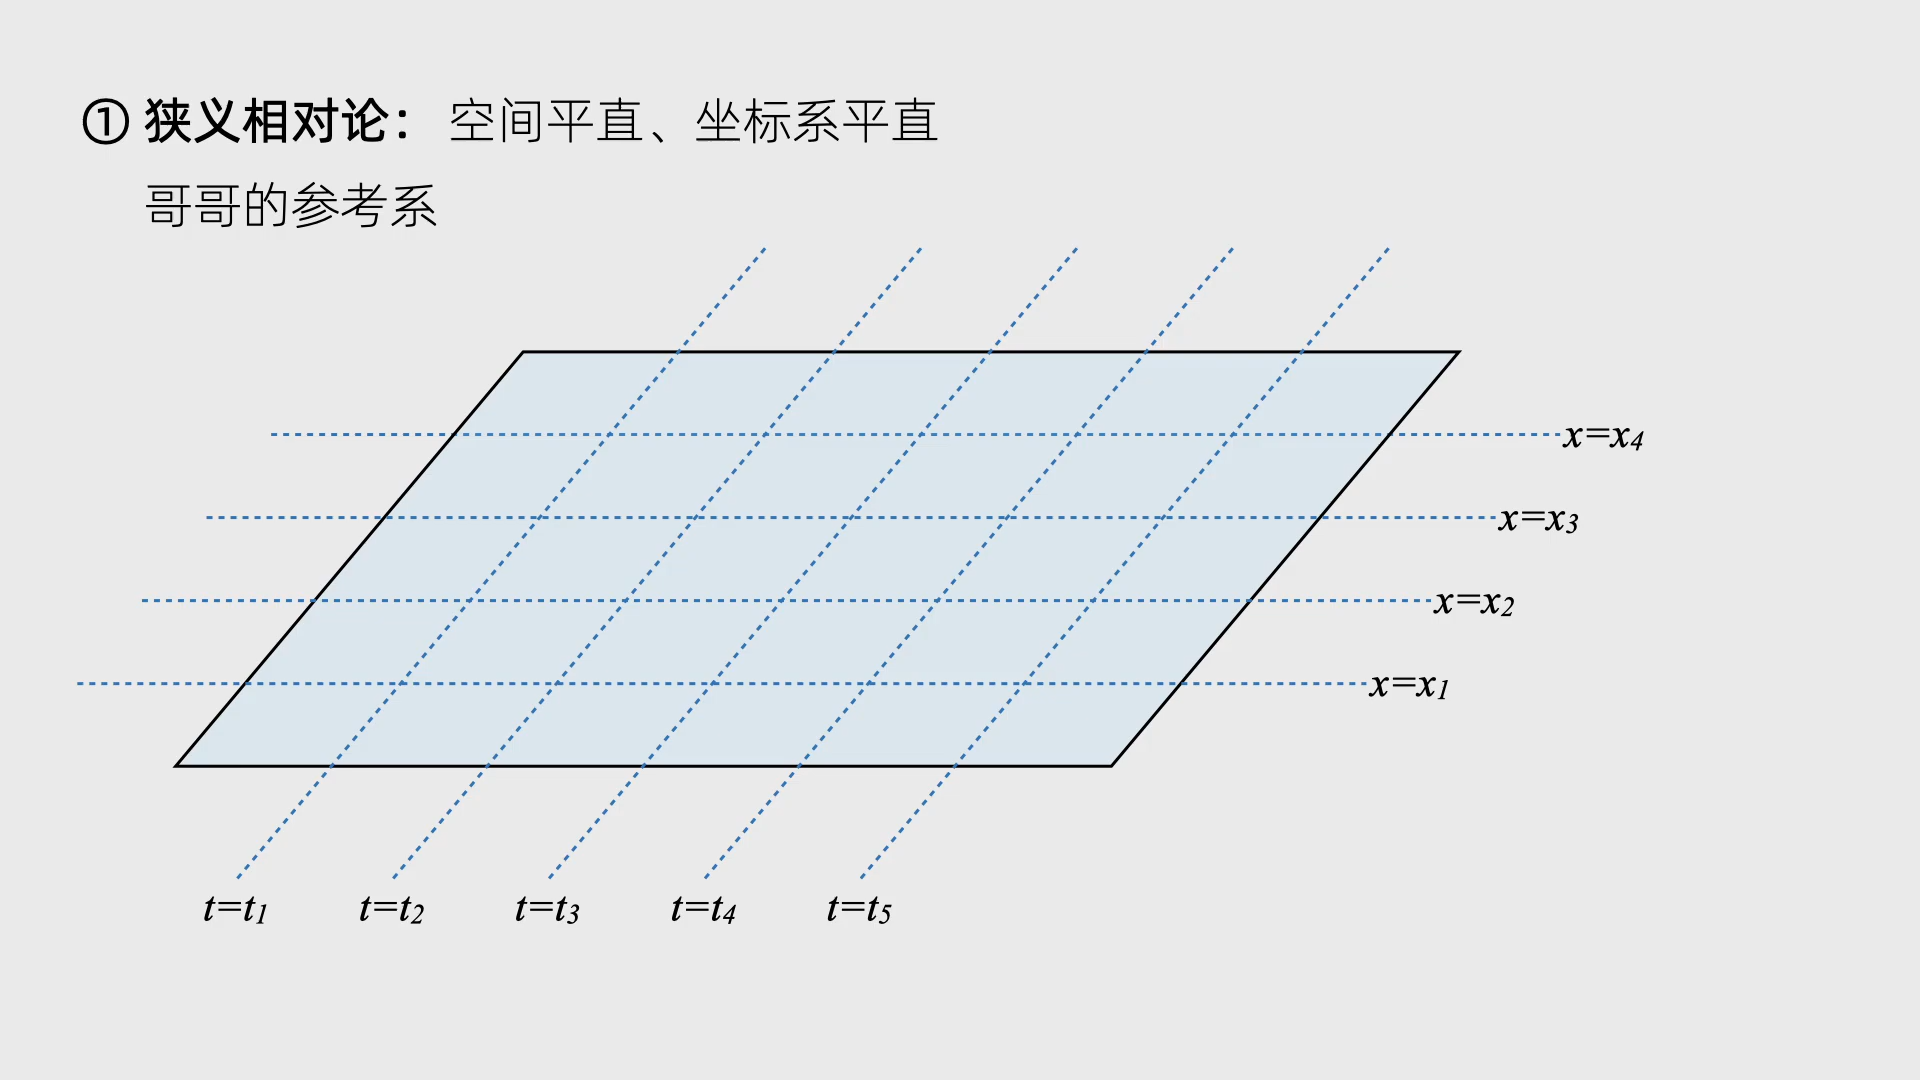 ① 狭义相对论： 空间平直、坐标系平直
哥哥的参考系
x=x4
x=x3
x=x2
x=x1
t=t1 t=t2 t=t3 t=t4 t=t5